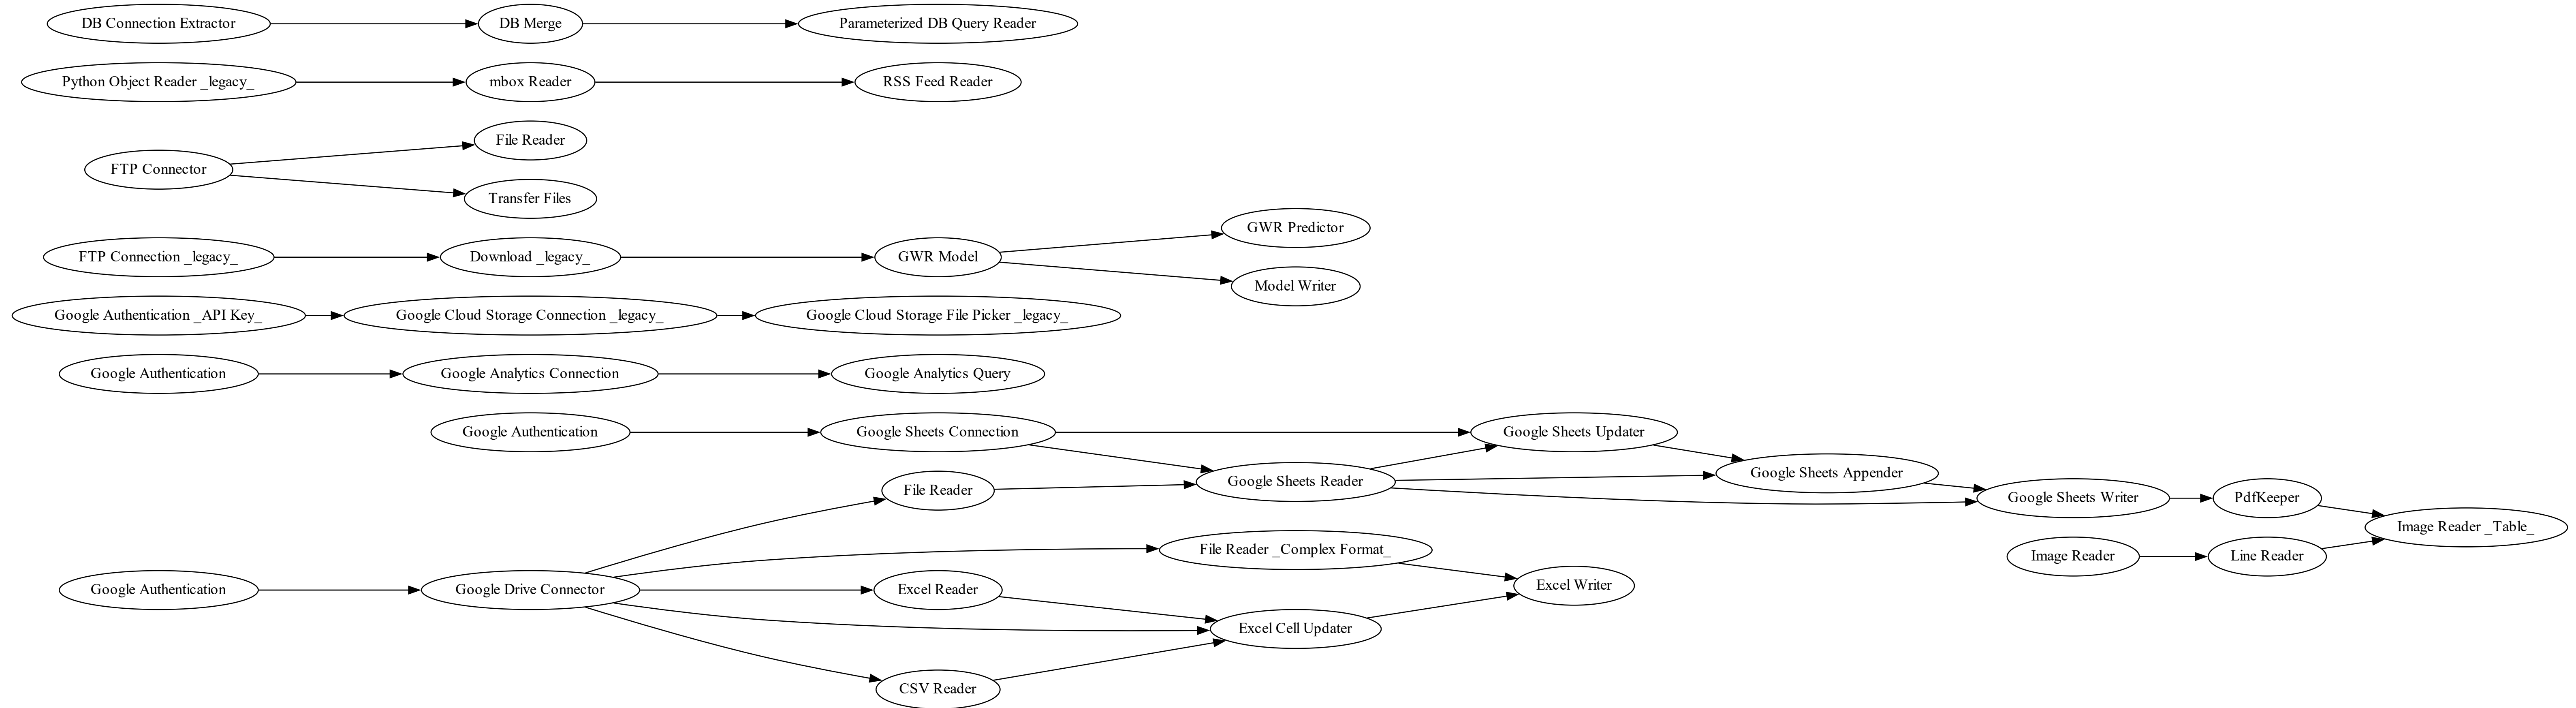 DB Connection Extractor
DB Merge
Parameterized DB Query Reader
Python Object Reader _legacy_
mbox Reader
RSS Feed Reader
File Reader
FTP Connector
Transfer Files
GWR Predictor
FTP Connection _legacy_
Download _legacy_
GWR Model
Model Writer
Google Authentication _API Key_
Google Cloud Storage Connection _legacy_
Google Cloud Storage File Picker _legacy_
Google Authentication
Google Analytics Connection
Google Analytics Query
Google Authentication
Google Sheets Connection
Google Sheets Updater
Google Sheets Appender
Google Sheets Reader
File Reader
Google Sheets Writer
PdfKeeper
Image Reader _Table_
File Reader _Complex Format_
Image Reader
Line Reader
Google Authentication
Google Drive Connector
Excel Reader
Excel Writer
Excel Cell Updater
CSV Reader